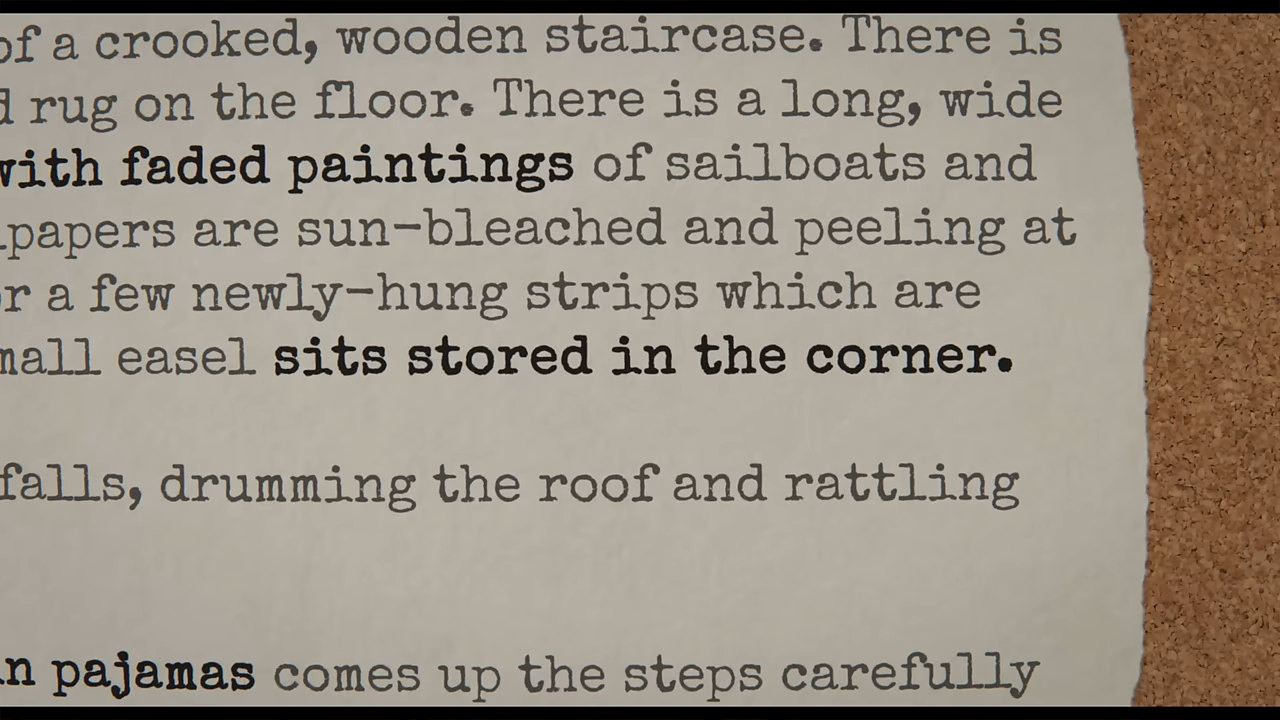 of a crooked, wooden staircase. There is
rug on the floor. There is a long, wide
with faded paintings of sailboats and
papers are sun-bleached and peeling at
a few newly-hung strips which are
easel sits stored in the corner.
falls, drumming the roof and rattling
pajamas comes up the steps carefully